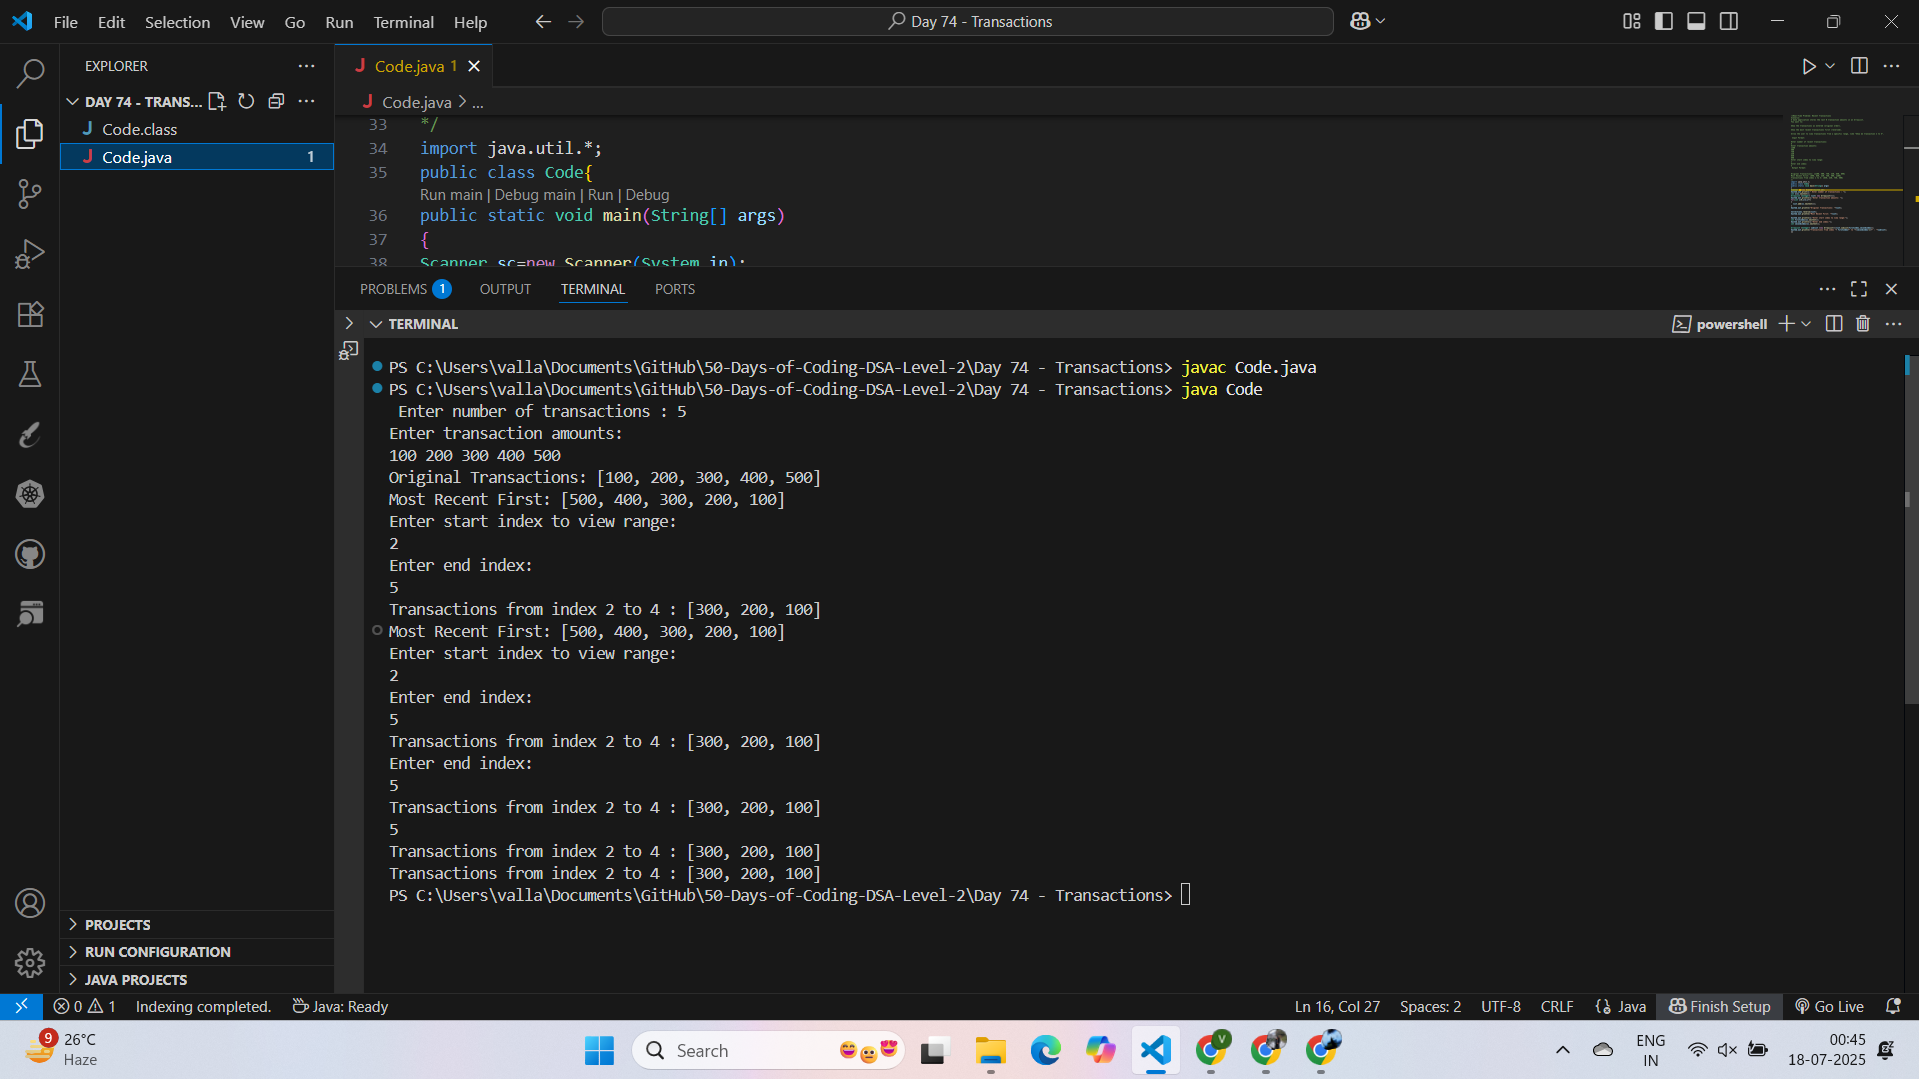 File Edit Selection View Go Run Terminal Help
Day 74 - Transactions
EXPLORER
DAY 74 - TRANS...
J Code.class
J Code.java 1
PROJECTS
RUN CONFIGURATION
JAVA PROJECTS
J Code.java 1
J Code.java > ...
33 */
34 import java.util.*;
35 public class Code{
Run main | Debug main | Run | Debug
36 public static void main(String[] args)
37 {
38 Scanner sc=new Scanner(System.in);
PROBLEMS 1 OUTPUT TERMINAL PORTS
TERMINAL
powershell
PS C:\Users\valla\Documents\GitHub\50-Days-of-Coding-DSA-Level-2\Day 74 - Transactions> javac Code.java
PS C:\Users\valla\Documents\GitHub\50-Days-of-Coding-DSA-Level-2\Day 74 - Transactions> java Code
Enter number of transactions : 5
Enter transaction amounts:
100 200 300 400 500
Original Transactions: [100, 200, 300, 400, 500]
Most Recent First: [500, 400, 300, 200, 100]
Enter start index to view range:
2
Enter end index:
5
Transactions from index 2 to 4 : [300, 200, 100]
Most Recent First: [500, 400, 300, 200, 100]
Enter start index to view range:
2
Enter end index:
5
Transactions from index 2 to 4 : [300, 200, 100]
Enter end index:
5
Transactions from index 2 to 4 : [300, 200, 100]
5
Transactions from index 2 to 4 : [300, 200, 100]
Transactions from index 2 to 4 : [300, 200, 100]
PS C:\Users\valla\Documents\GitHub\50-Days-of-Coding-DSA-Level-2\Day 74 - Transactions>
0 1 Indexing completed. Java: Ready
Ln 16, Col 27 Spaces: 2 UTF-8 CRLF {} Java Finish Setup Go Live
9
26°C
Haze
Search
V
ENG
IN
00:45
18-07-2025